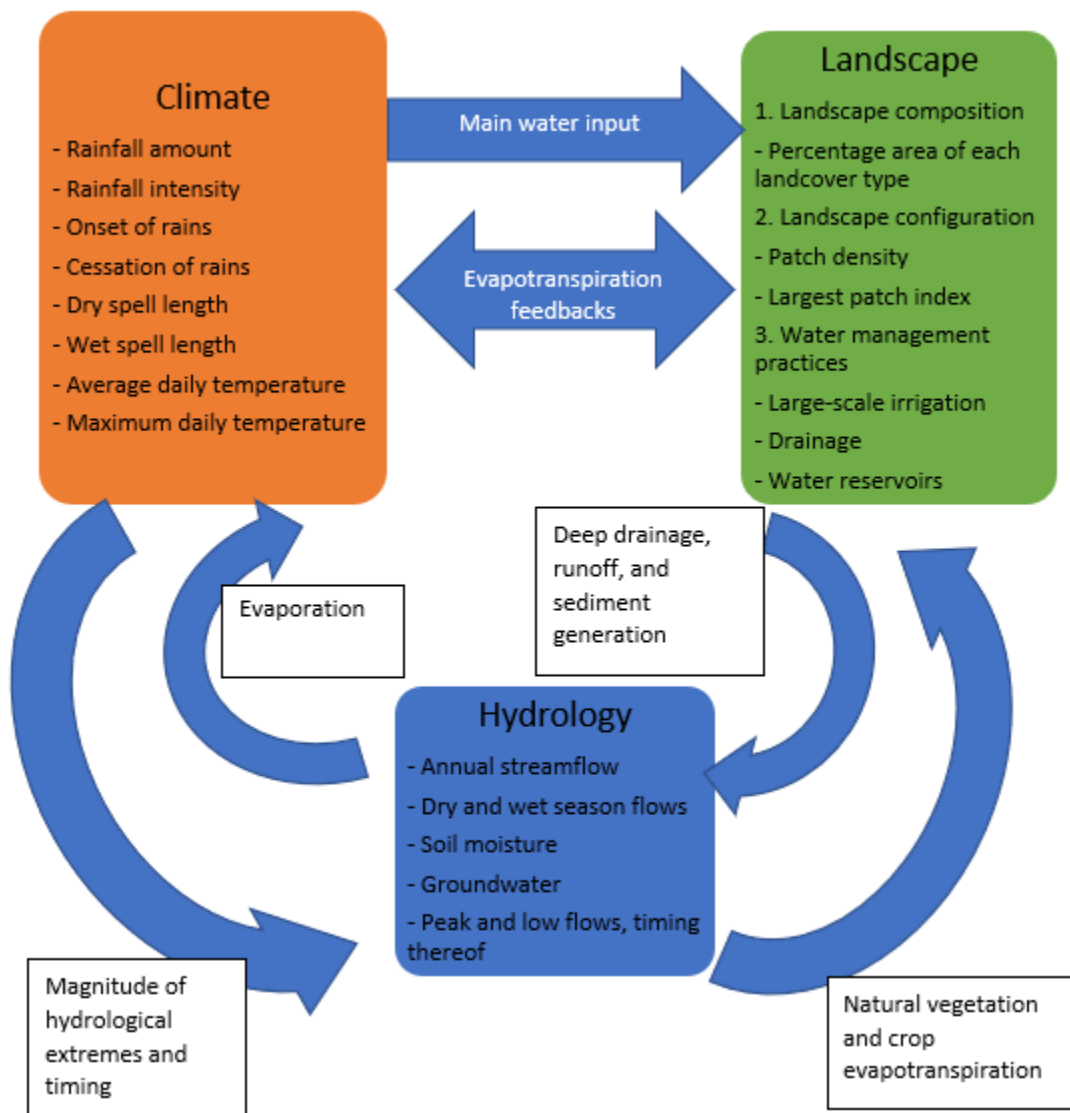 Climate
- Rainfall amount
- Rainfall intensity
- Onset of rains
- Cessation of rains
- Dry spell length
- Wet spell length
- Average daily temperature
- Maximum daily temperature
Main water input
Evapotranspiration
feedbacks
Landscape
1. Landscape composition
- Percentage area of each
landcover type
2. Landscape configuration
- Patch density
- Largest patch index
3. Water management
practices
- Large-scale irrigation
- Drainage
- Water reservoirs
Evaporation
Deep drainage,
runoff, and
sediment
generation
Hydrology
- Annual streamflow
- Dry and wet season flows
- Soil moisture
- Groundwater
- Peak and low flows, timing
thereof
Magnitude of
hydrological
extremes and
timing
Natural vegetation
and crop
evapotranspiration